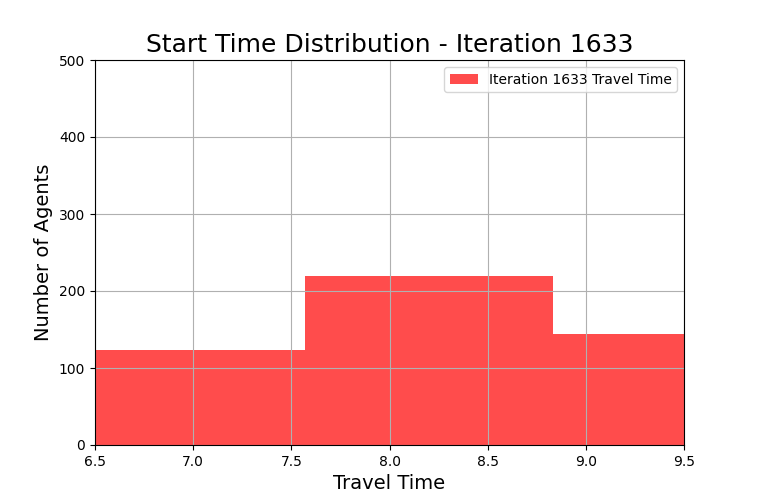 Start Time Distribution - Iteration 1633
Iteration 1633 Travel Time
Number of Agents
500
400
300
200
100
0
6.5 7.0 7.5 8.0 8.5 9.0 9.5
Travel Time